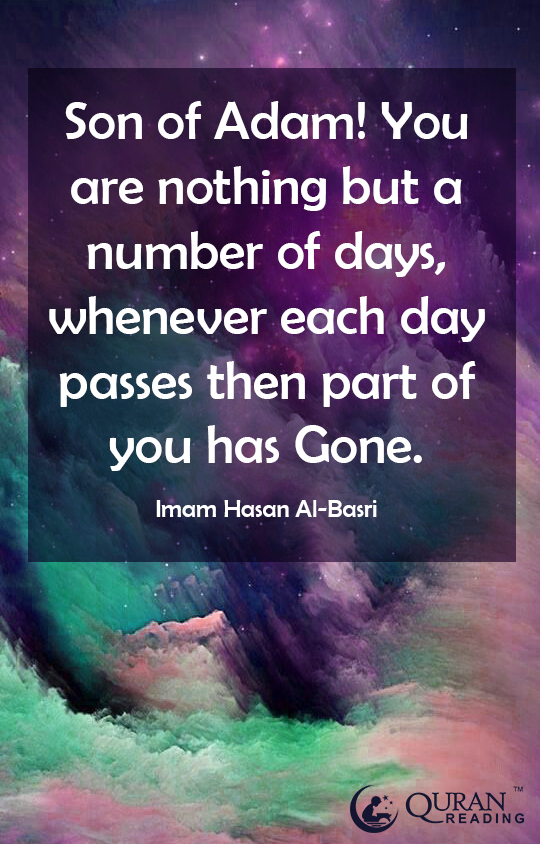 Son of Adam! You
are nothing but a
number of days,
whenever each day
passes then part of
you has Gone.
Imam Hasan Al-Basri
QURAN™
READING